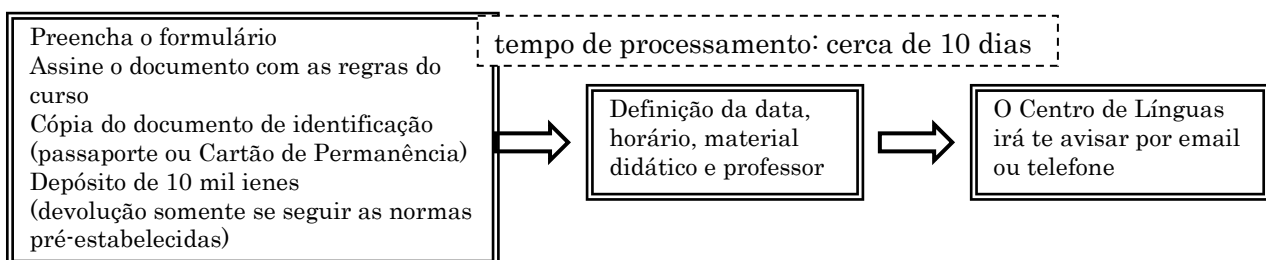 Preencha o formulário
Assine o documento com as regras do
curso
Cópia do documento de identificação
(passaporte ou Cartão de Permanência)
Depósito de 10 mil ienes
(devolução somente se seguir as normas
pré-estabelecidas)
tempo de processamento: cerca de 10 dias
Definição da data,
horário, material
didático e professor
O Centro de Línguas
irá te avisar por email
ou telefone